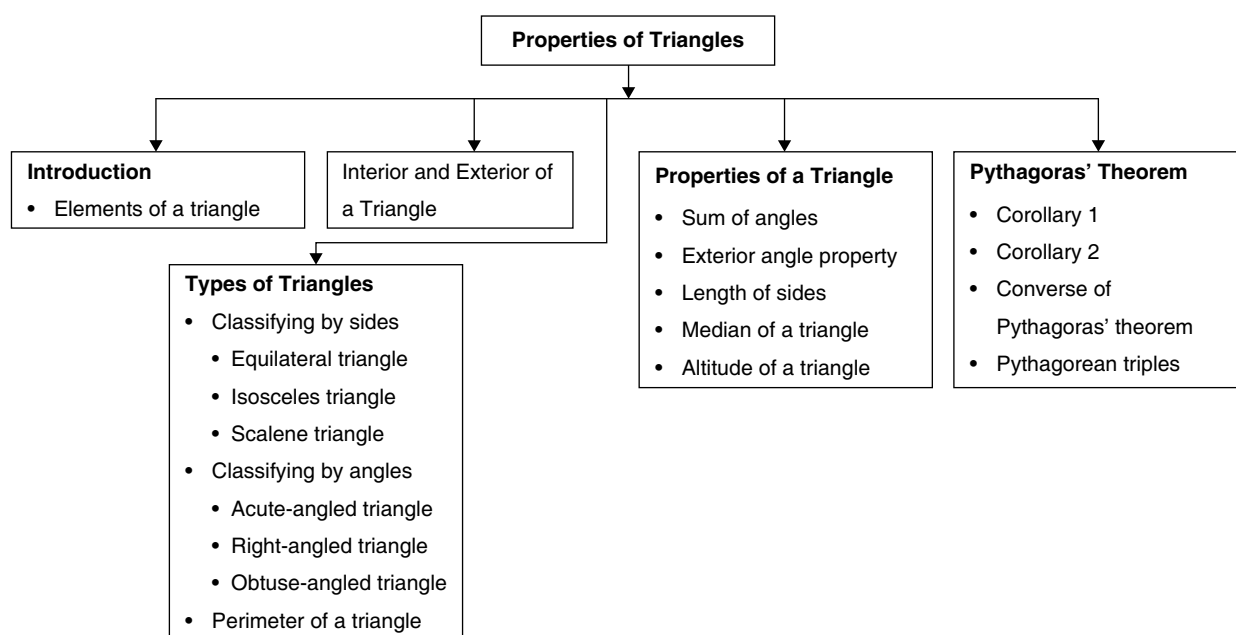 Properties of Triangles
Introduction
• Elements of a triangle
Interior and Exterior of
a Triangle
Types of Triangles
• Classifying by sides
• Equilateral triangle
• Isosceles triangle
• Scalene triangle
• Classifying by angles
• Acute-angled triangle
• Right-angled triangle
• Obtuse-angled triangle
• Perimeter of a triangle
Properties of a Triangle
• Sum of angles
• Exterior angle property
• Length of sides
• Median of a triangle
• Altitude of a triangle
Pythagoras’ Theorem
• Corollary 1
• Corollary 2
• Converse of
Pythagoras’ theorem
• Pythagorean triples